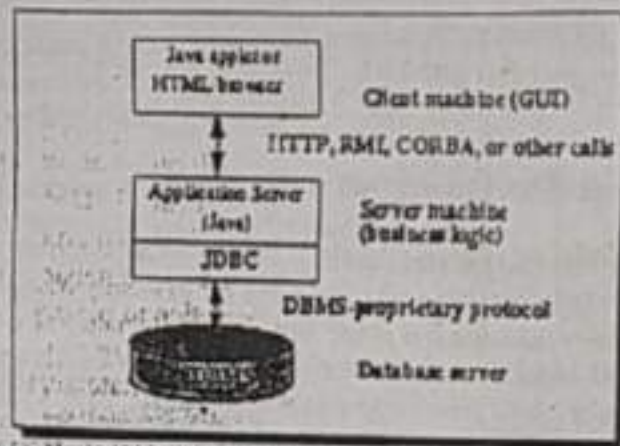 Java applet or
HTML browser
Client machine (GUI)
HTTP, RMI, CORBA, or other calls
Application Server
(Java)
Server machine
(business logic)
JDBC
DBMS-proprietary protocol
DBMS
Database server